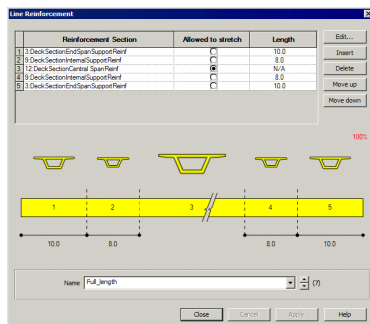 Line Reinforcement
Reinforcement Section Allowed to stretch Length
1 3:DeckSectionEndSpanSupportReinf 10.0
2 9:DeckSectionInternalSupportReinf 8.0
3 12:DeckSectionCentral SpanReinf N/A
4 9:DeckSectionInternalSupportReinf 8.0
5 3:DeckSectionEndSpanSupportReinf 10.0
Edit...
Insert
Delete
Move up
Move down
100%
1 2 3 4 5
10.0 8.0 8.0 10.0
Name Full_length (7)
Close Cancel Apply Help